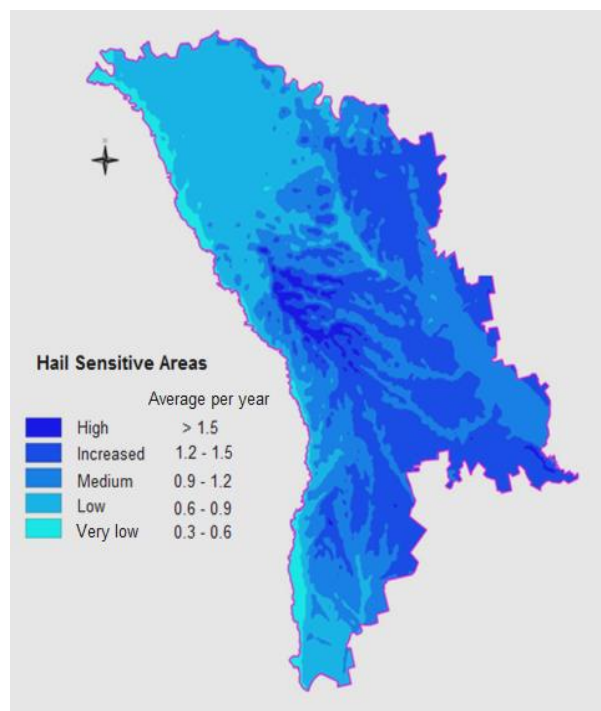 Hail Sensitive Areas
Average per year
High > 1.5
Increased 1.2 - 1.5
Medium 0.9 - 1.2
Low 0.6 - 0.9
Very low 0.3 - 0.6